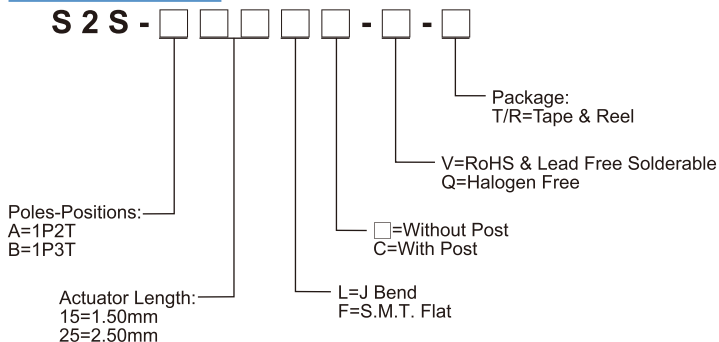 S2S-□□□□□-□-□
Package:
T/R=Tape & Reel
V=RoHS & Lead Free Solderable
Q=Halogen Free
Poles-Positions:
A=1P2T
B=1P3T
□=Without Post
C=With Post
L=J Bend
F=S.M.T. Flat
Actuator Length:
15=1.50mm
25=2.50mm